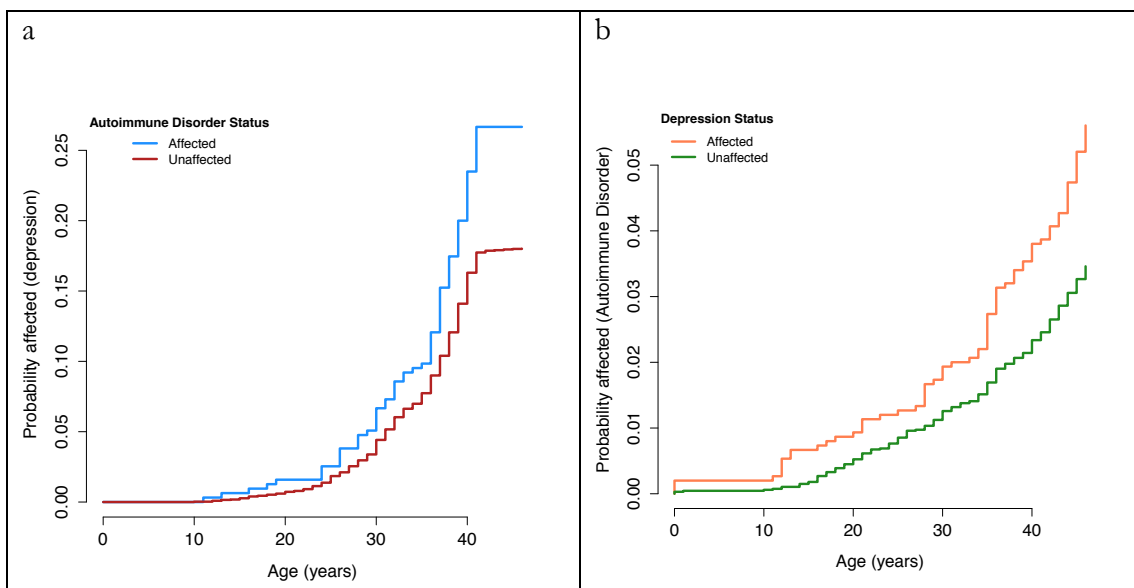 a
Autoimmune Disorder Status
Affected
Unaffected
Probability affected (depression)
0.25
0.20
0.15
0.10
0.05
0.00
0 10 20 30 40
Age (years)
b
Depression Status
Affected
Unaffected
Probability affected (Autoimmune Disorder)
0.05
0.04
0.03
0.02
0.01
0.00
0 10 20 30 40
Age (years)